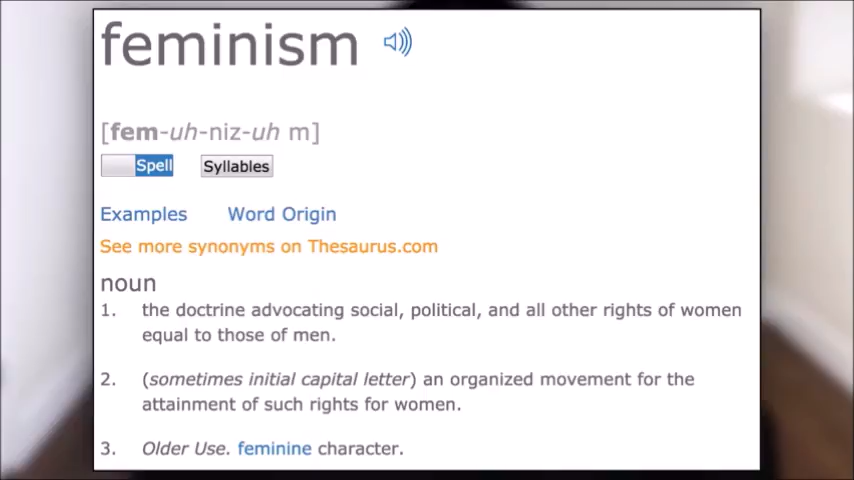 feminism
[fem-uh-niz-uh m]
Spell Syllables
Examples Word Origin
See more synonyms on Thesaurus.com
noun
1. the doctrine advocating social, political, and all other rights of women
equal to those of men.
2. (sometimes initial capital letter) an organized movement for the
attainment of such rights for women.
3. Older Use. feminine character.